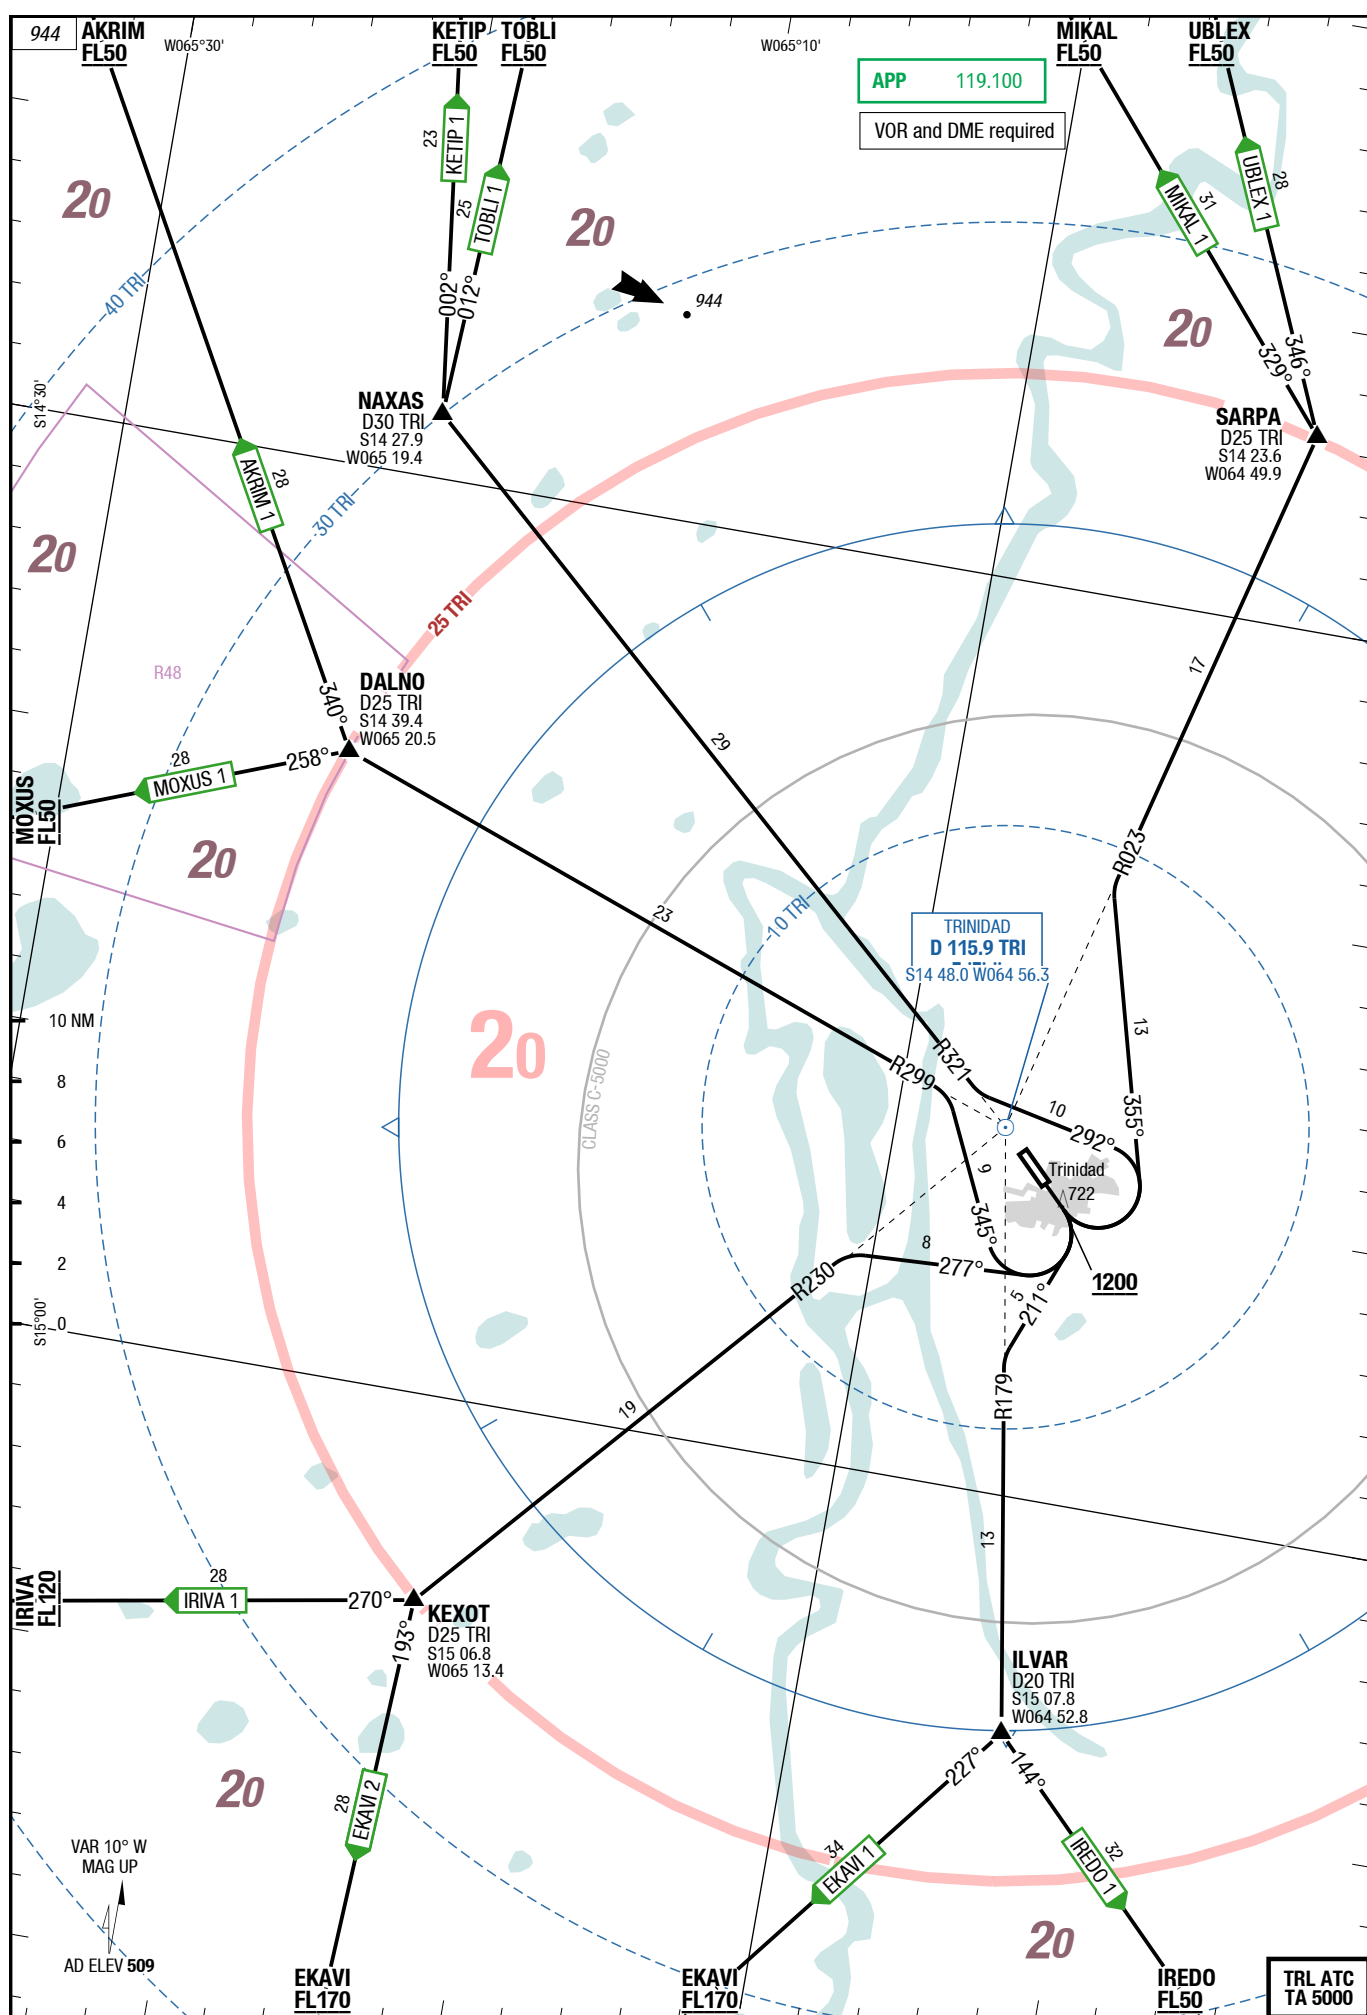 944
AKRIM
FL50
W065°30'
KETIP
FL50
TOBLI
FL50
W065°10'
MIKAL
FL50
UBLEX
FL50
APP 119.100
VOR and DME required
23
KETIP 1
25
TOBLI 1
31
MIKAL 1
28
UBLEX 1
20
20
20
40 TRI
002°
012°
944
329°
346°
S14°30'
NAXAS
D30 TRI
S14 27.9
W065 19.4
SARPA
D25 TRI
S14 23.6
W064 49.9
28
AKRIM 1
30 TRI
20
25 TRI
R48
340°
DALNO
D25 TRI
S14 39.4
W065 20.5
17
29
28
MOXUS 1
258°
MOXUS
FL50
20
R023
23
10 TRI
TRINIDAD
D 115.9 TRI
S14 48.0 W064 56.3
10 NM
8
6
4
2
0
20
CLASS C-5000
R299
R321
13
10
292°
355°
9
345°
Trinidad
722
8
277°
R230
5
211°
1200
S15°00'
R179
19
13
IRIVA
FL120
28
IRIVA 1
270°
193°
KEXOT
D25 TRI
S15 06.8
W065 13.4
ILVAR
D20 TRI
S15 07.8
W064 52.8
227°
144°
20
28
EKAVI 2
34
EKAVI 1
32
IREDO 1
VAR 10° W
MAG UP
AD ELEV 509
20
EKAVI
FL170
EKAVI
FL170
IREDO
FL50
TRL ATC
TA 5000